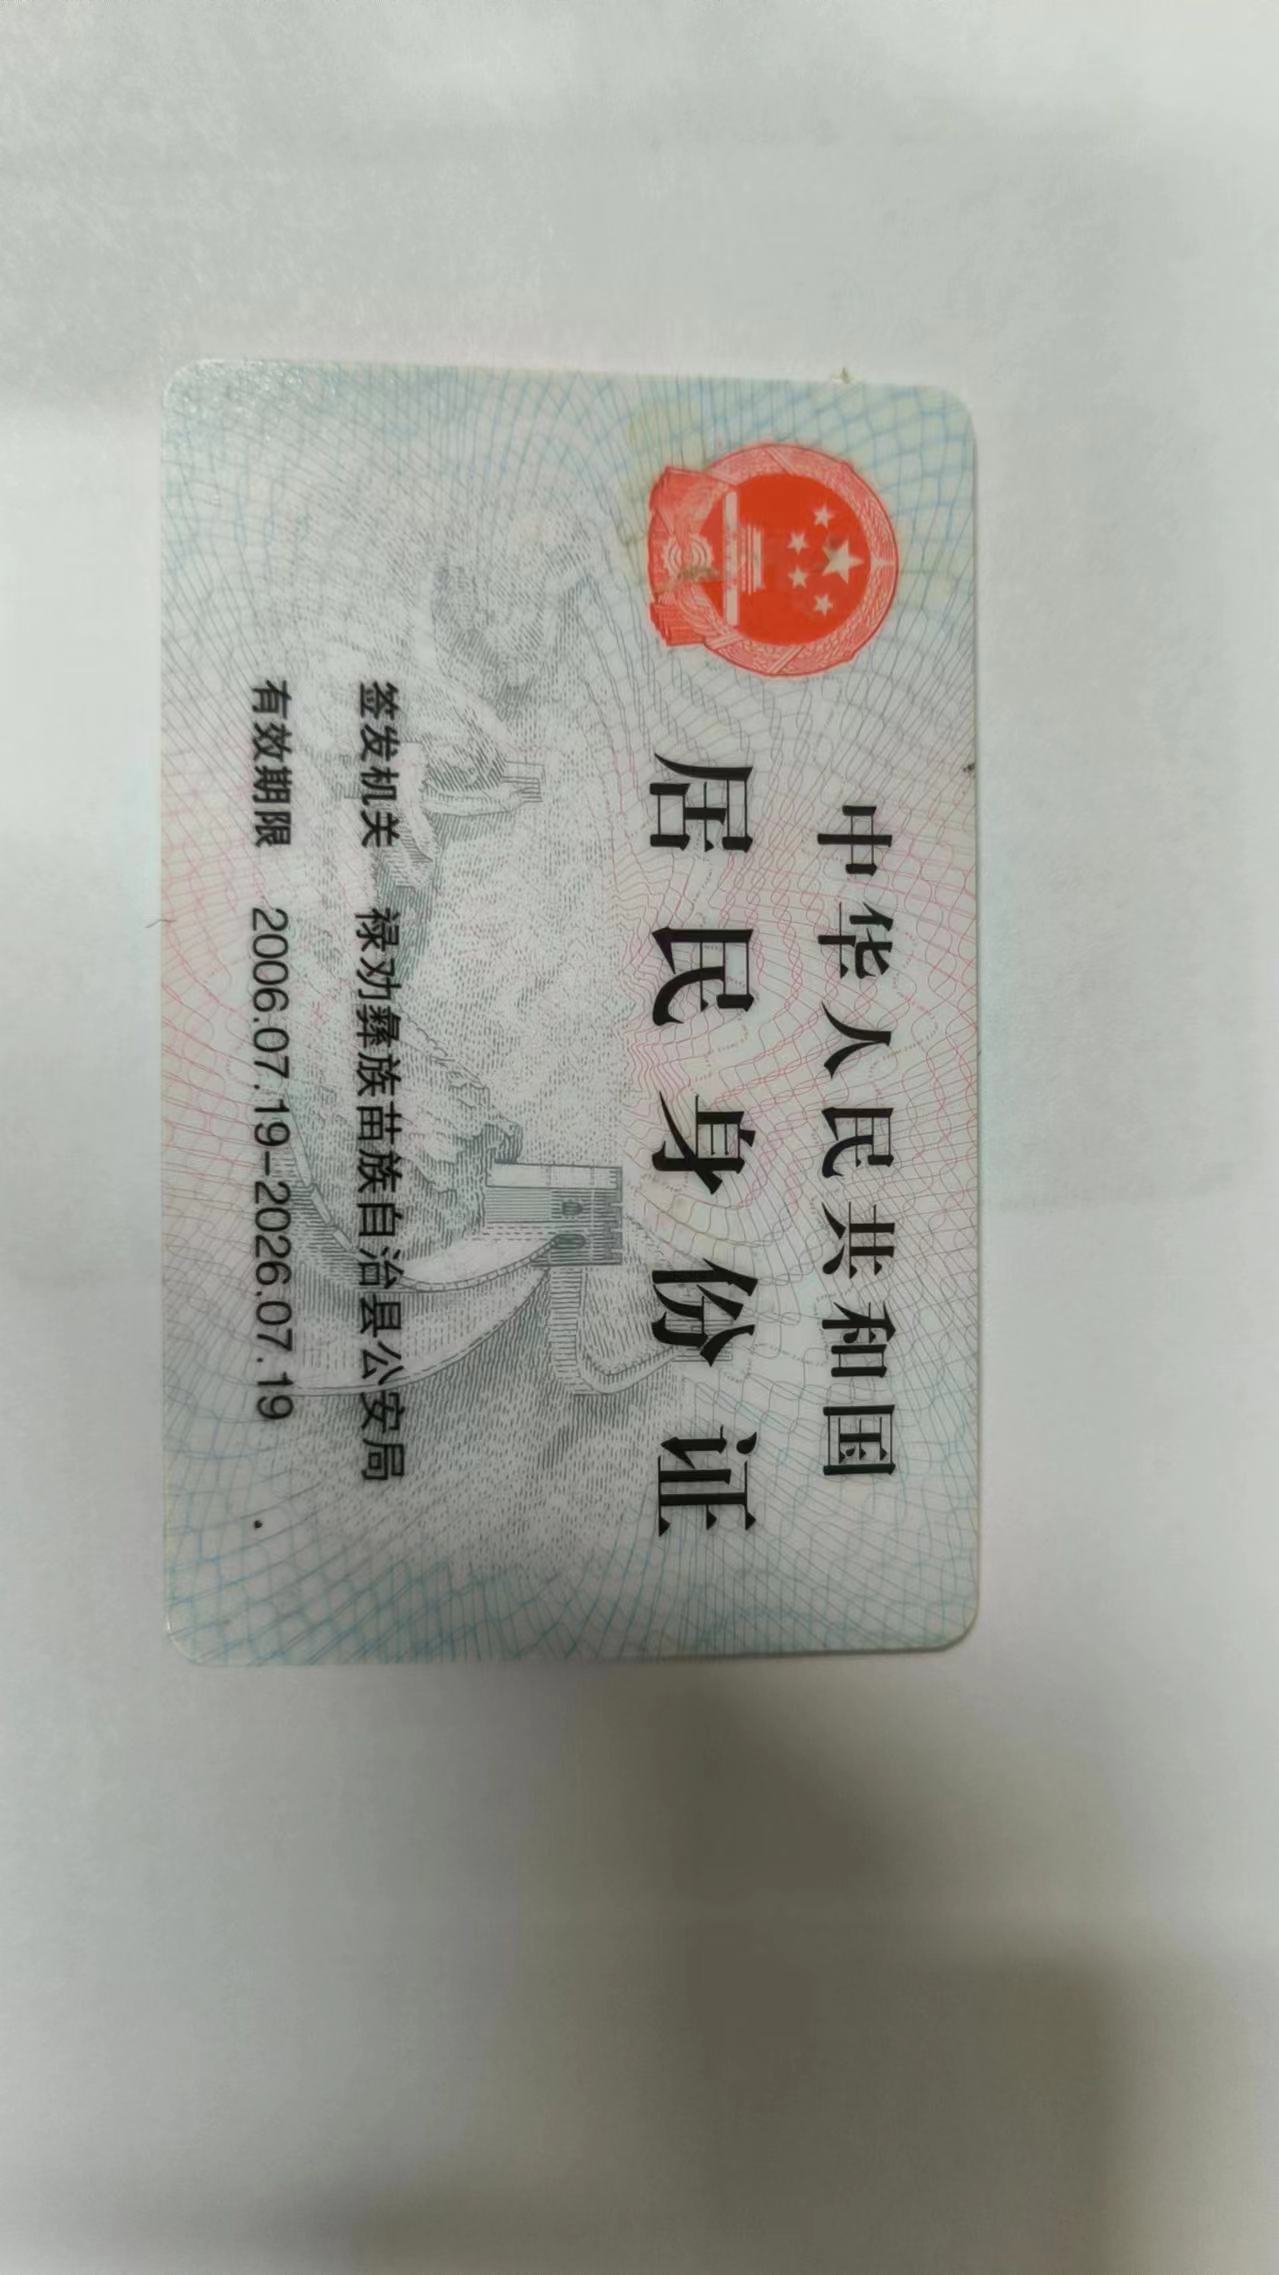 中华人民共和国
居民身份证
签发机关 禄劝彝族苗族自治县公安局
有效期限 2006.07.19-2026.07.19